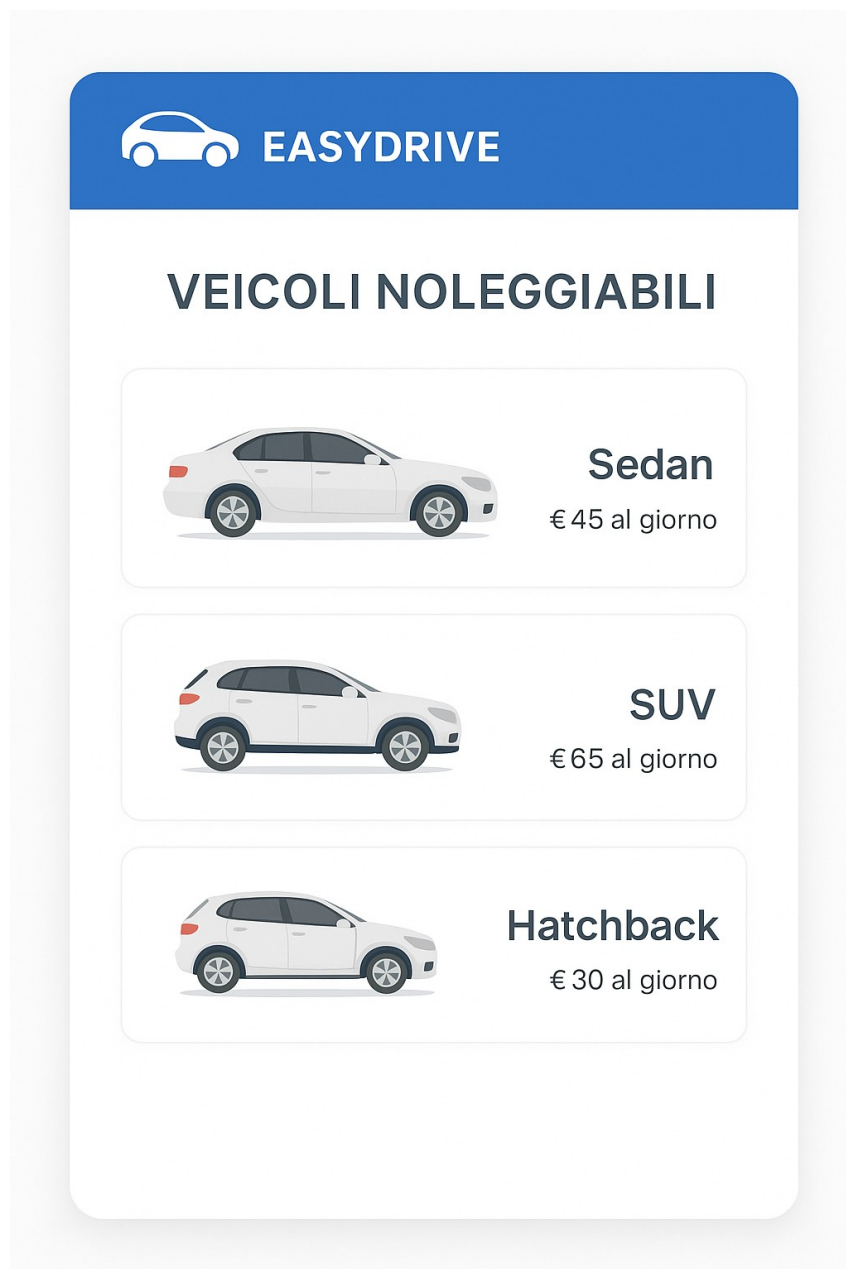 EASYDRIVE
VEICOLI NOLEGGIABILI
Sedan
€ 45 al giorno
SUV
€ 65 al giorno
Hatchback
€ 30 al giorno